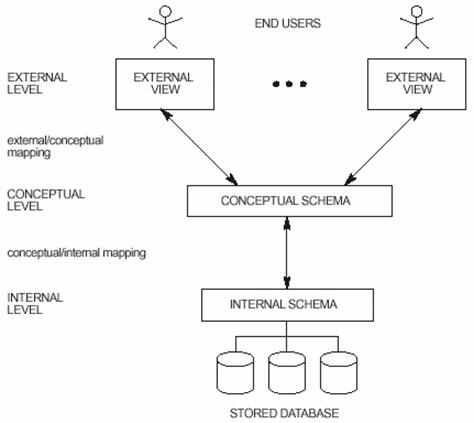 END USERS
EXTERNAL
LEVEL
EXTERNAL
VIEW
EXTERNAL
VIEW
external/conceptual
mapping
CONCEPTUAL
LEVEL
CONCEPTUAL SCHEMA
conceptual/internal mapping
INTERNAL
LEVEL
INTERNAL SCHEMA
STORED DATABASE